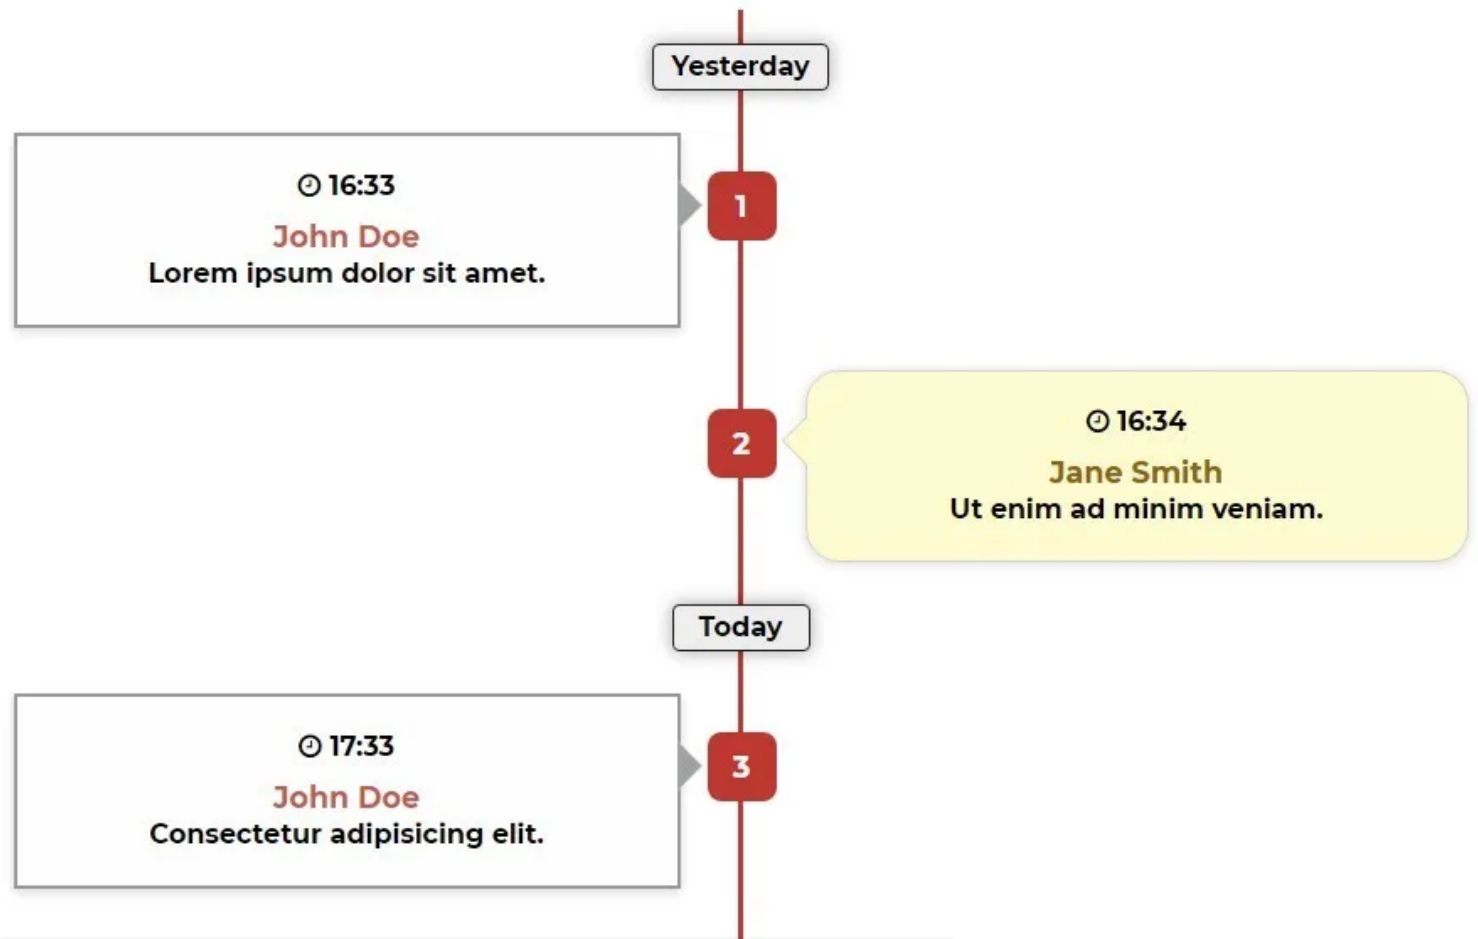 Yesterday
16:33
John Doe
Lorem ipsum dolor sit amet.
1
2
16:34
Jane Smith
Ut enim ad minim veniam.
Today
17:33
John Doe
Consectetur adipisicing elit.
3